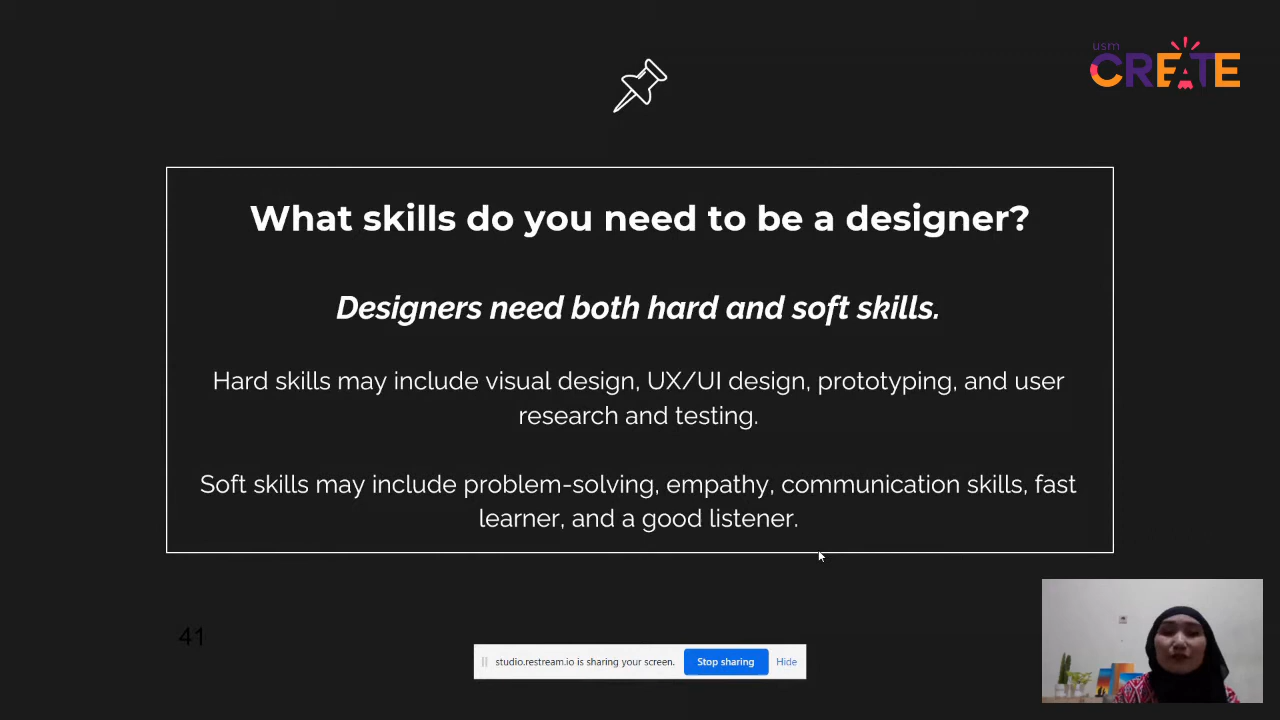 usm
CREATE
What skills do you need to be a designer?
Designers need both hard and soft skills.
Hard skills may include visual design, UX/UI design, prototyping, and user
research and testing.
Soft skills may include problem-solving, empathy, communication skills, fast
learner, and a good listener.
41
studio.restream.io is sharing your screen. Stop sharing Hide